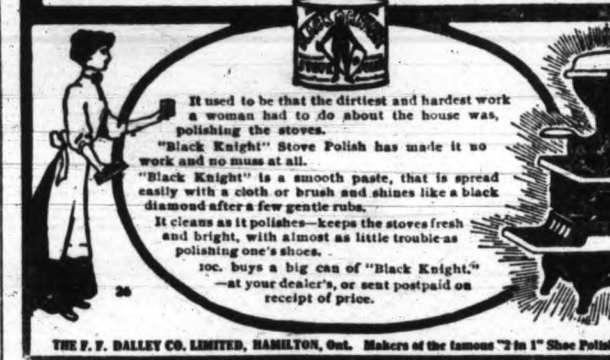 BLACK KNIGHT
STOVE POLISH
It used to be that the dirtiest and hardest work
a woman had to do about the house was,
polishing the stoves.
"Black Knight" Stove Polish has made it no
work and no muss at all.
"Black Knight" is a smooth paste, that is spread
easily with a cloth or brush and shines like a black
diamond after a few gentle rubs.
It cleans as it polishes—keeps the stoves fresh
and bright, with almost as little trouble as
polishing one's shoes.
10c. buys a big can of "Black Knight,"
—at your dealer's, or sent postpaid on
receipt of price.
26
THE F. F. DALLEY CO. LIMITED, HAMILTON, Ont. Makers of the famous "2 in 1" Shoe Polish